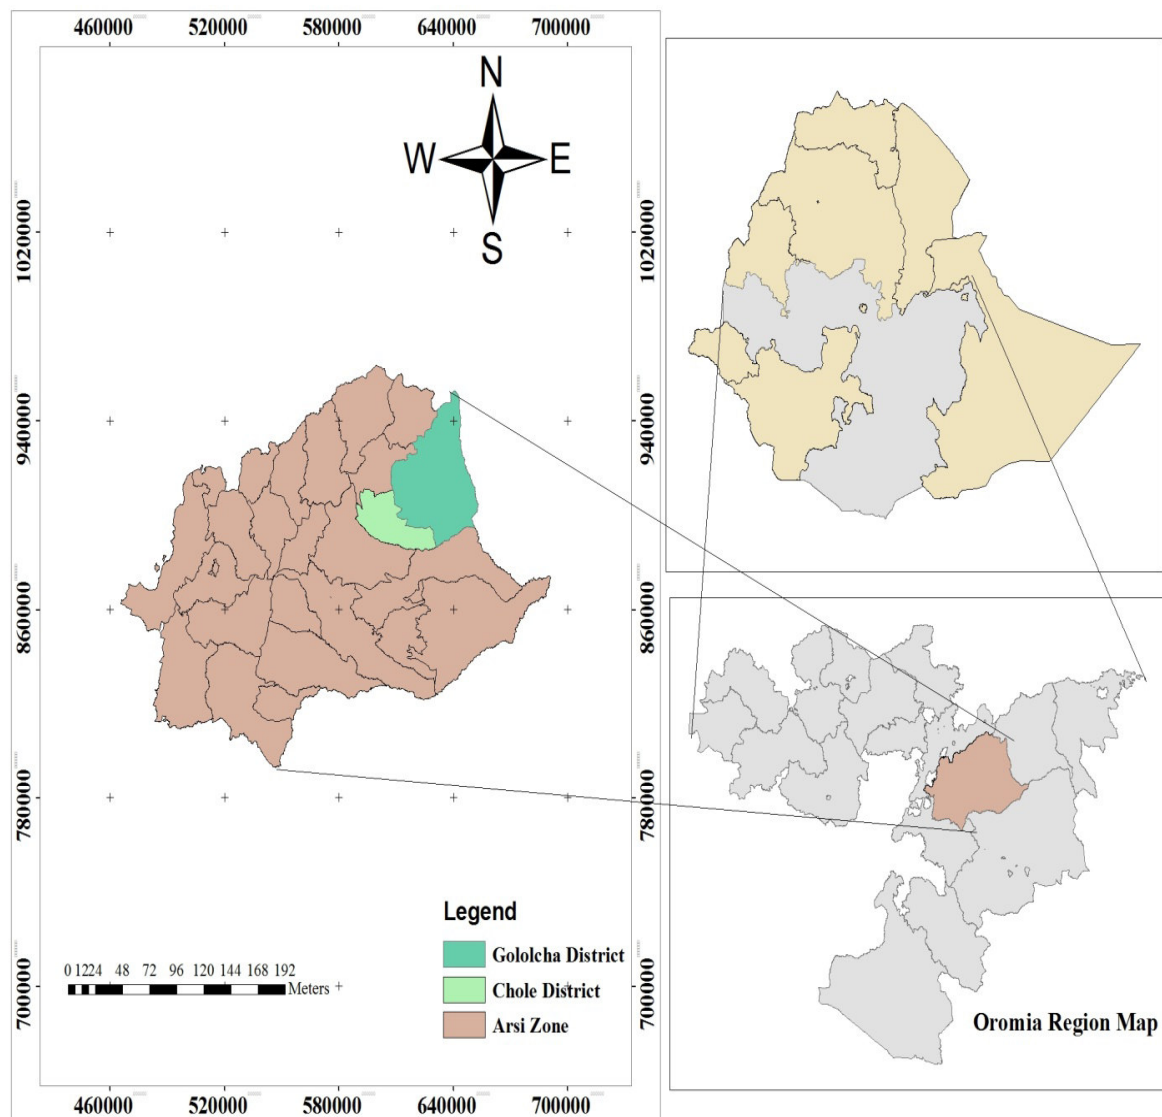 460000 520000 580000 640000 700000
N
W E
S
1020000 1020000
940000 940000
860000 860000
780000 780000
700000 700000
Legend
Gololcha District
Chole District
Arsi Zone
0 1224 48 72 96 120 144 168 192
Meters
460000 520000 580000 640000 700000
Oromia Region Map